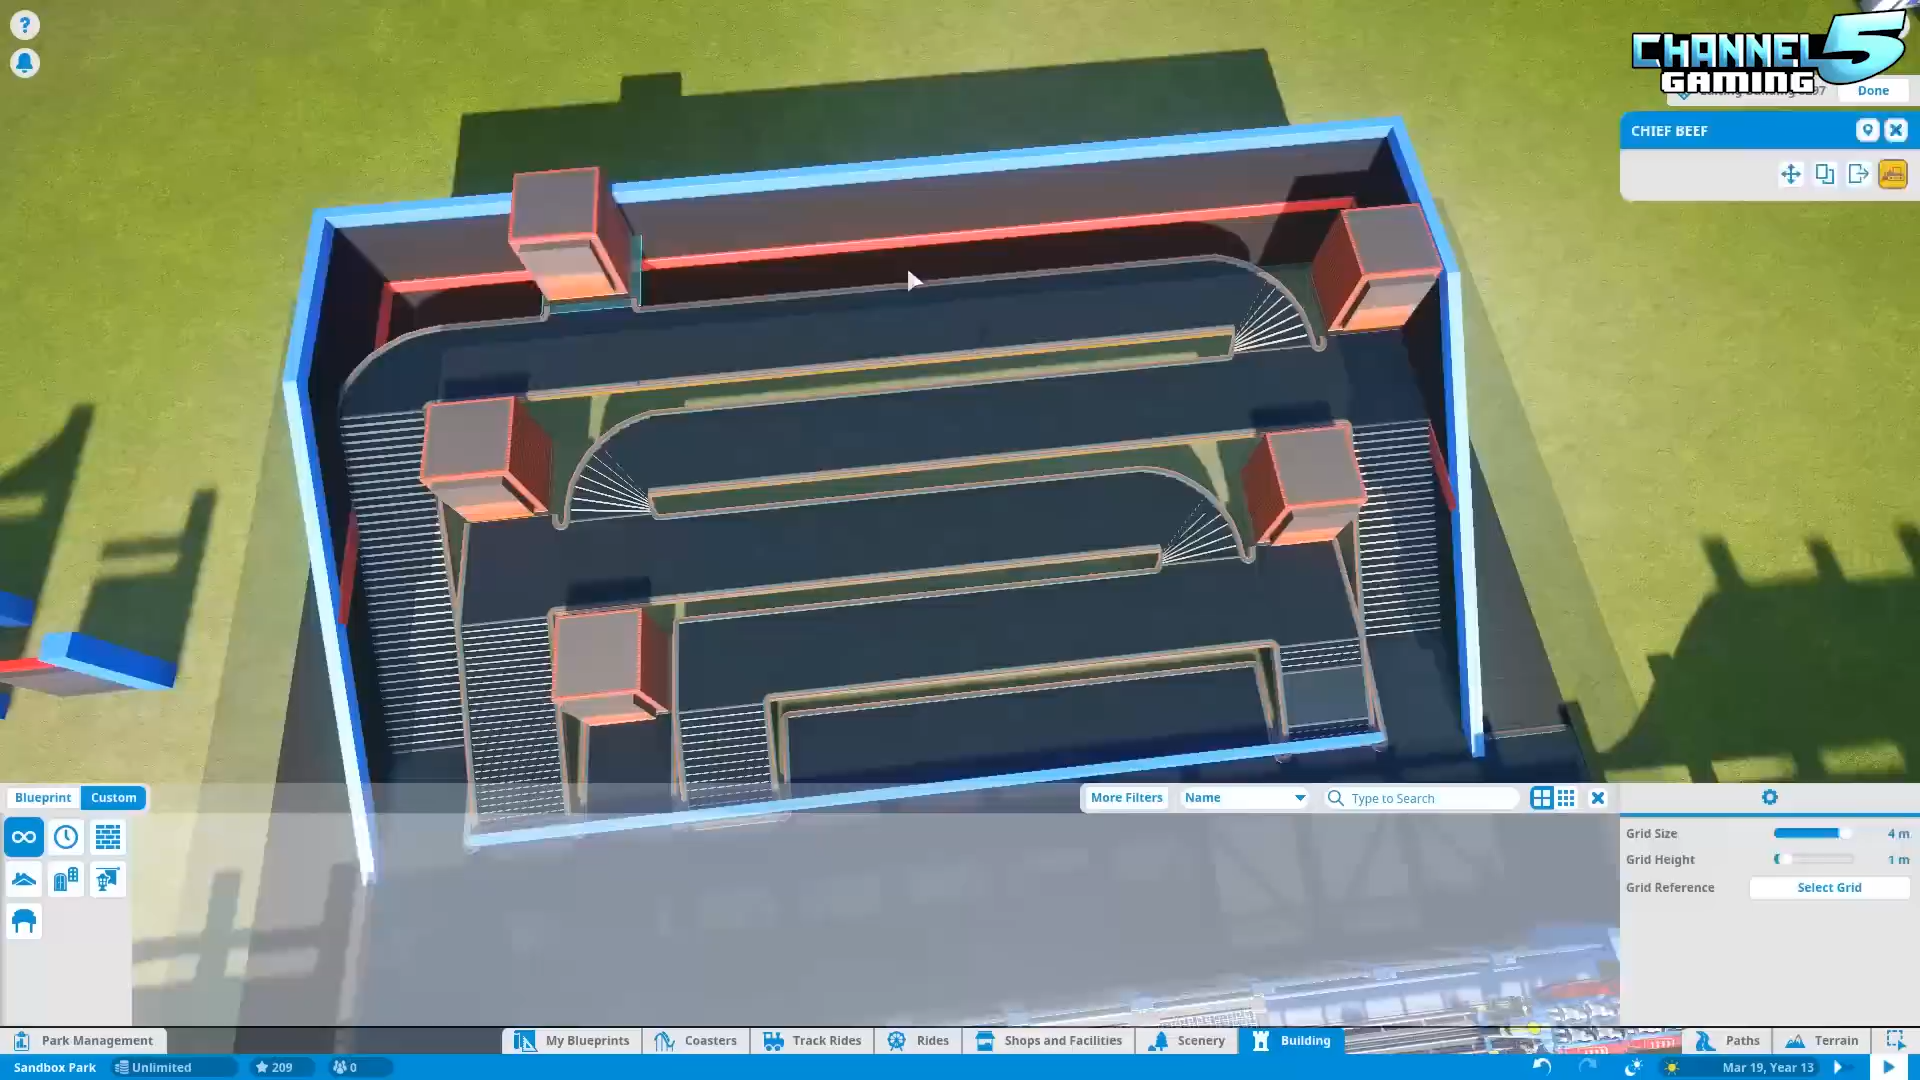 ?
CHANNEL 5
GAMING
Done
CHIEF BEEF
Blueprint
Custom
More Filters
Name
Type to Search
Grid Size
4 m
Grid Height
1 m
Grid Reference
Select Grid
Park Management
My Blueprints
Coasters
Track Rides
Rides
Shops and Facilities
Scenery
Building
Paths
Terrain
Sandbox Park
Unlimited
209
0
Mar 19, Year 13